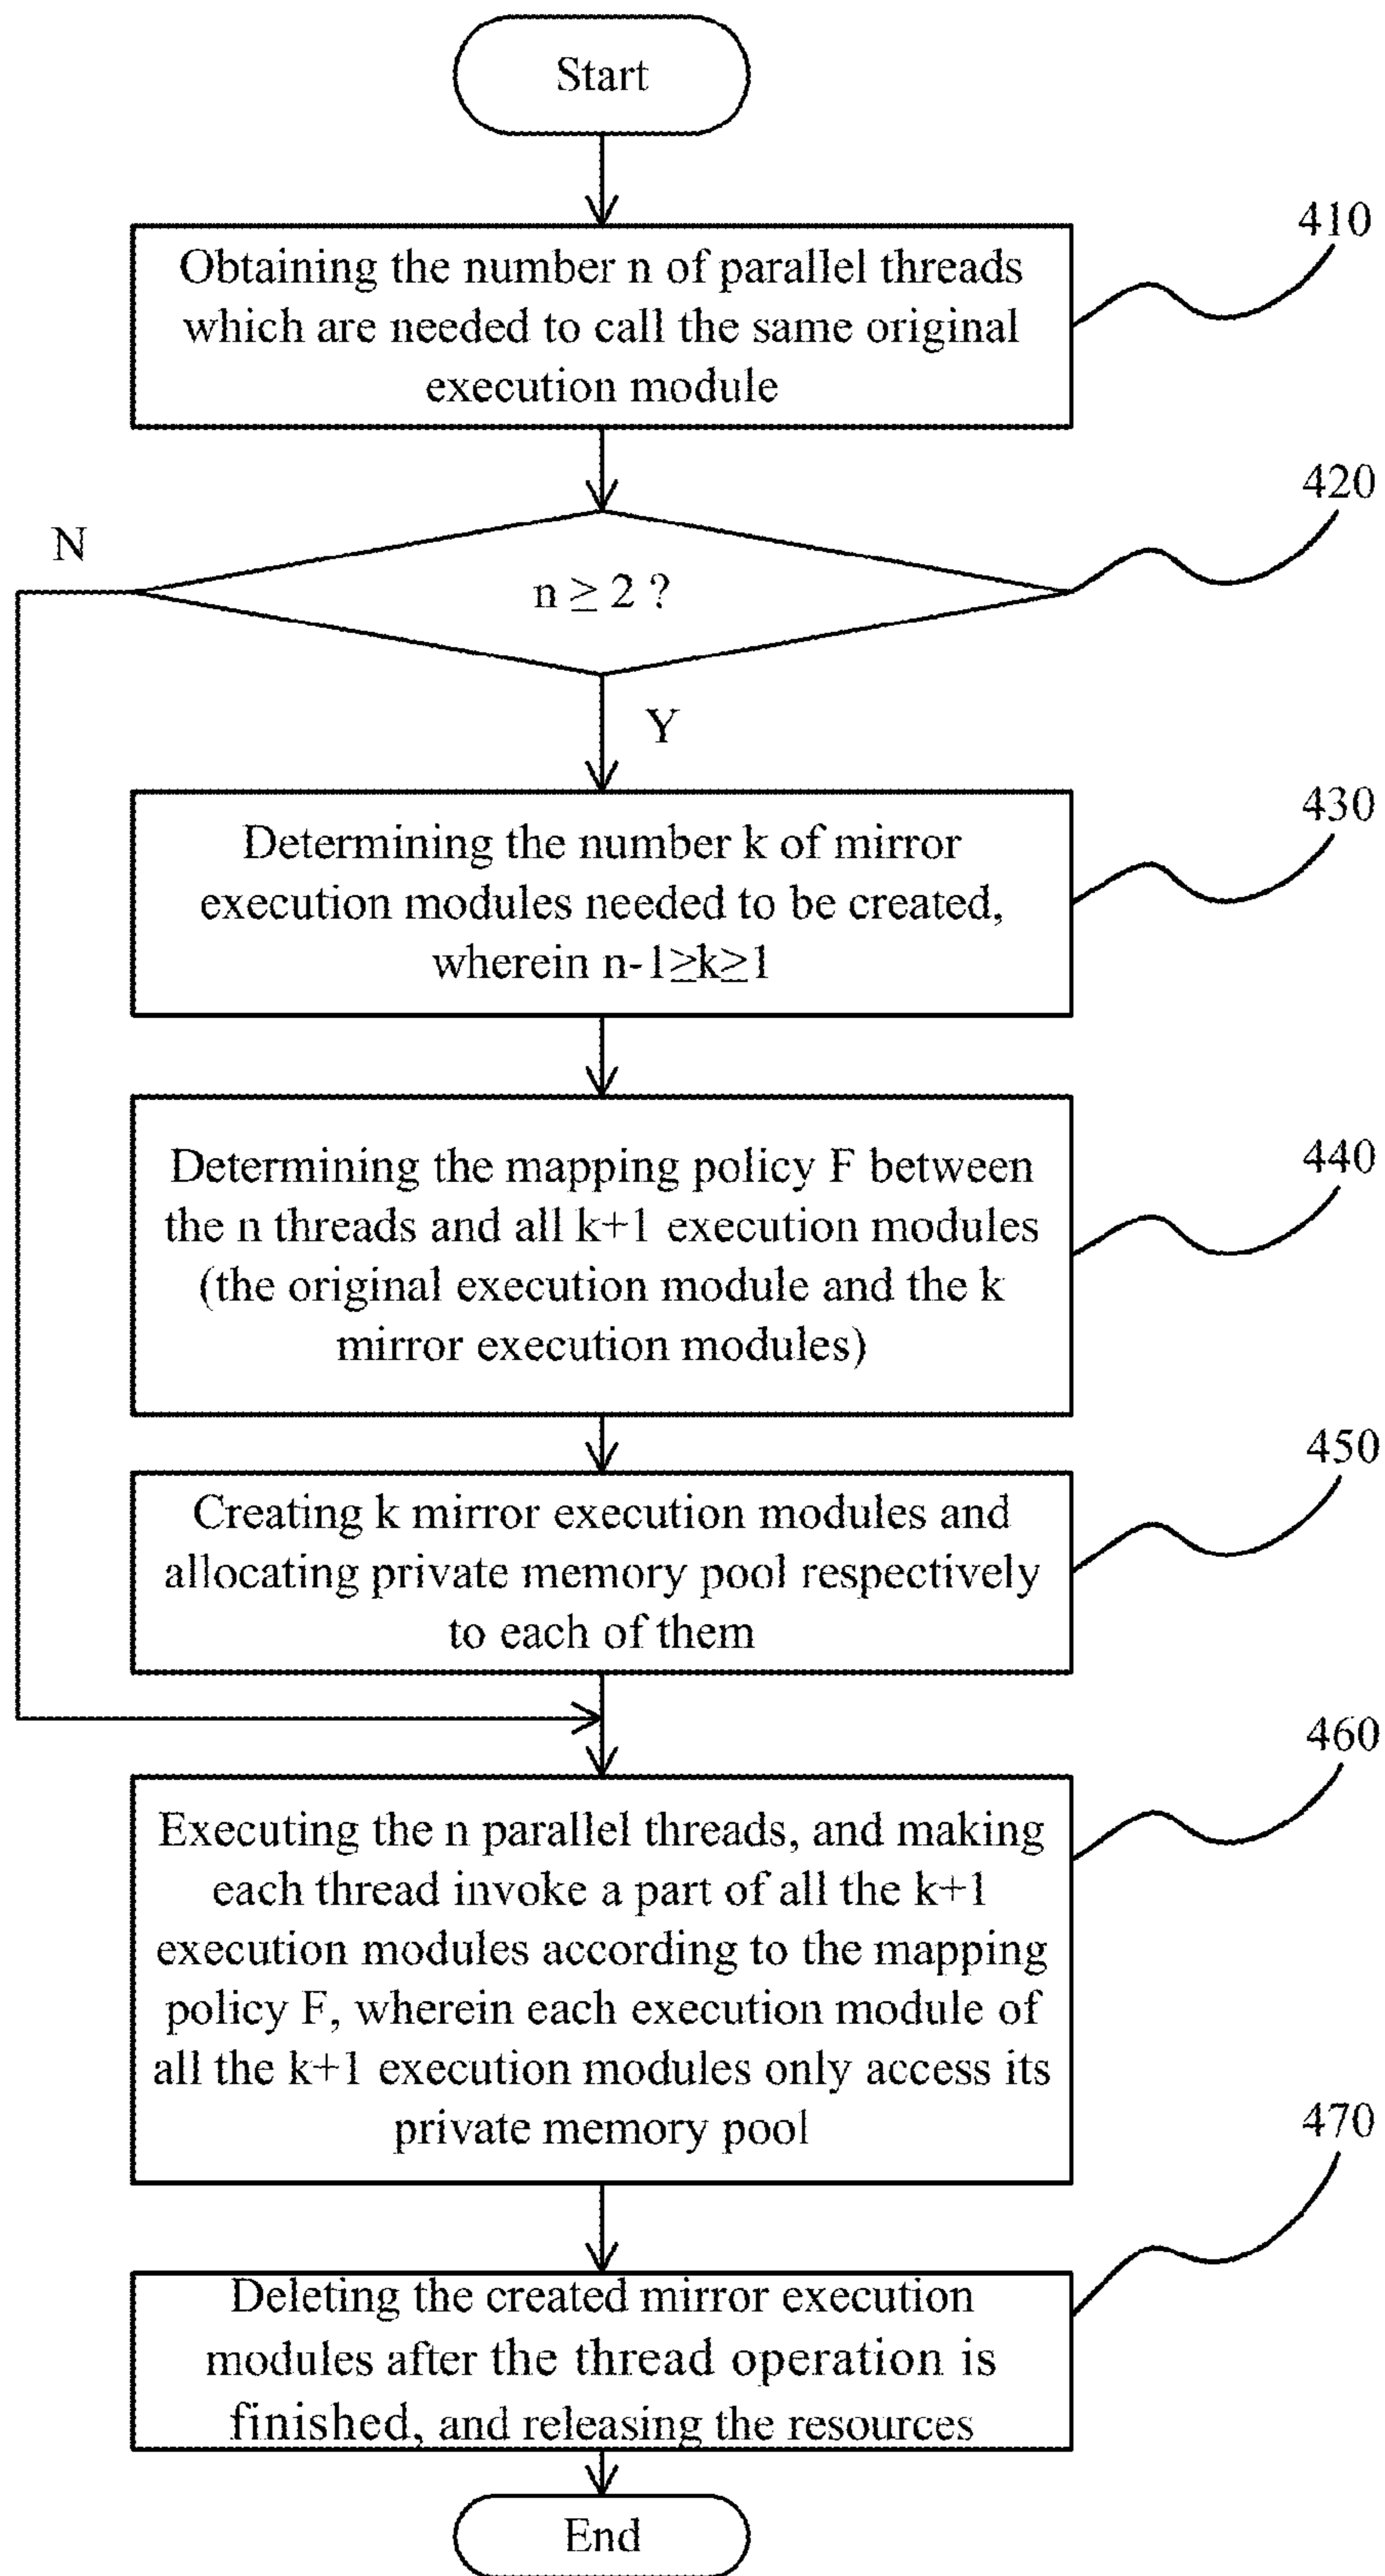 Start
410
Obtaining the number n of parallel threads
which are needed to call the same original
execution module
420
N
n ≥ 2 ?
Y
430
Determining the number k of mirror
execution modules needed to be created,
wherein n-1≥k≥1
440
Determining the mapping policy F between
the n threads and all k+1 execution modules
(the original execution module and the k
mirror execution modules)
450
Creating k mirror execution modules and
allocating private memory pool respectively
to each of them
460
Executing the n parallel threads, and making
each thread invoke a part of all the k+1
execution modules according to the mapping
policy F, wherein each execution module of
all the k+1 execution modules only access its
private memory pool
470
Deleting the created mirror execution
modules after the thread operation is
finished, and releasing the resources
End